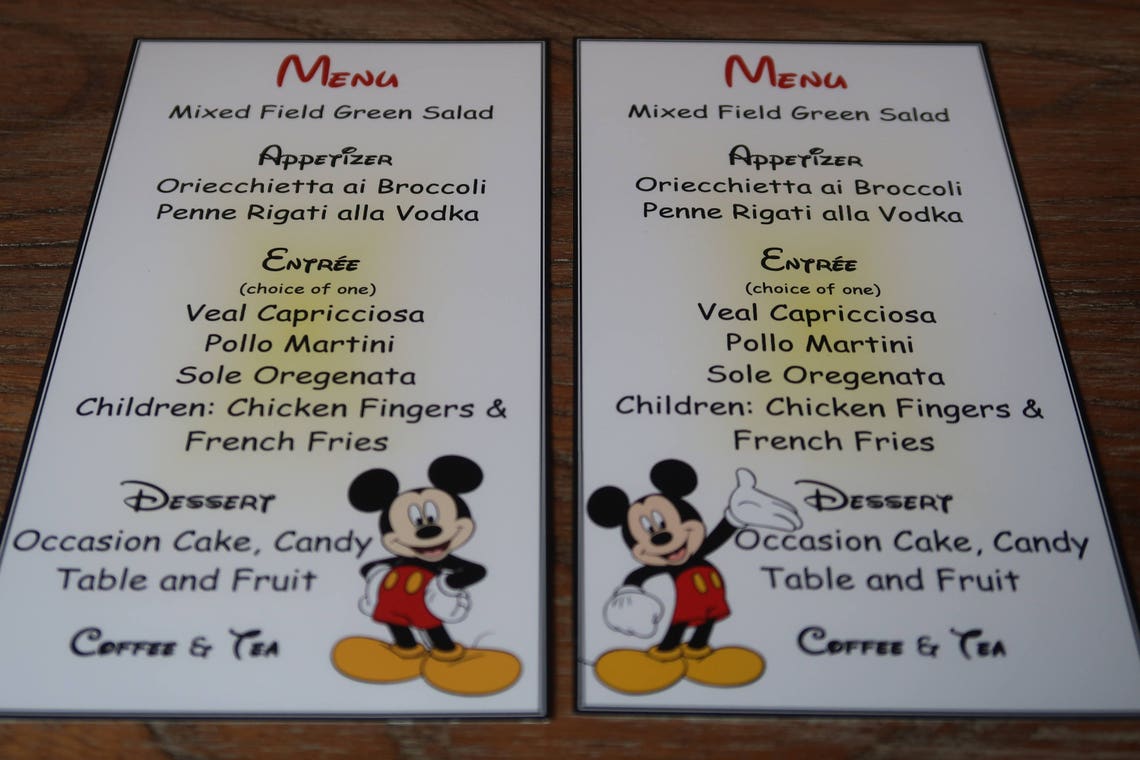 Menu
Mixed Field Green Salad
Appetizer
Oriecchietta ai Broccoli
Penne Rigati alla Vodka
Entrée
(choice of one)
Veal Capricciosa
Pollo Martini
Sole Oregenata
Children: Chicken Fingers &
French Fries
Dessert
Occasion Cake, Candy
Table and Fruit
Coffee & Tea
Menu
Mixed Field Green Salad
Appetizer
Oriecchietta ai Broccoli
Penne Rigati alla Vodka
Entrée
(choice of one)
Veal Capricciosa
Pollo Martini
Sole Oregenata
Children: Chicken Fingers &
French Fries
Dessert
Occasion Cake, Candy
Table and Fruit
Coffee & Tea